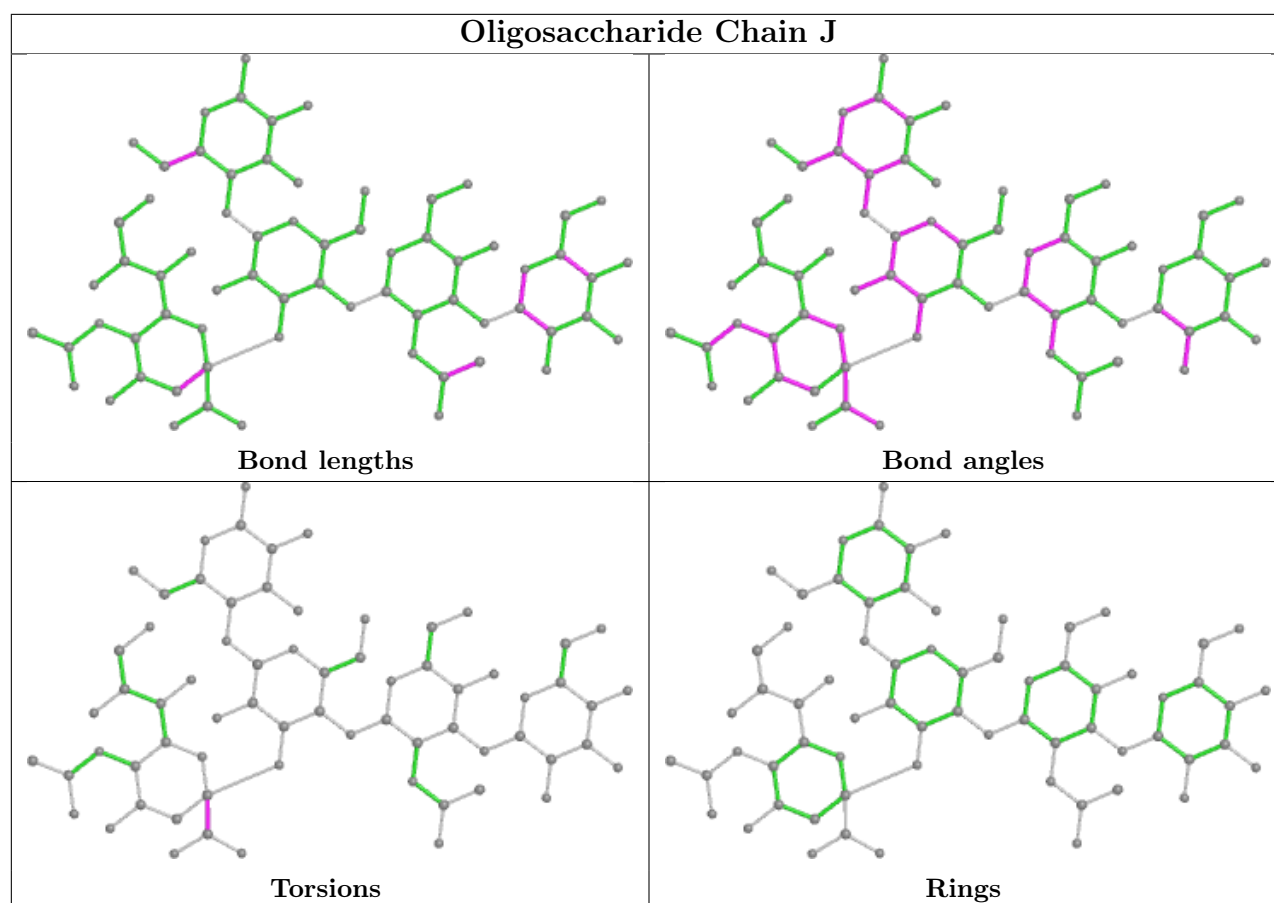 Oligosaccharide Chain J
Bond lengths
Bond angles
Torsions
Rings